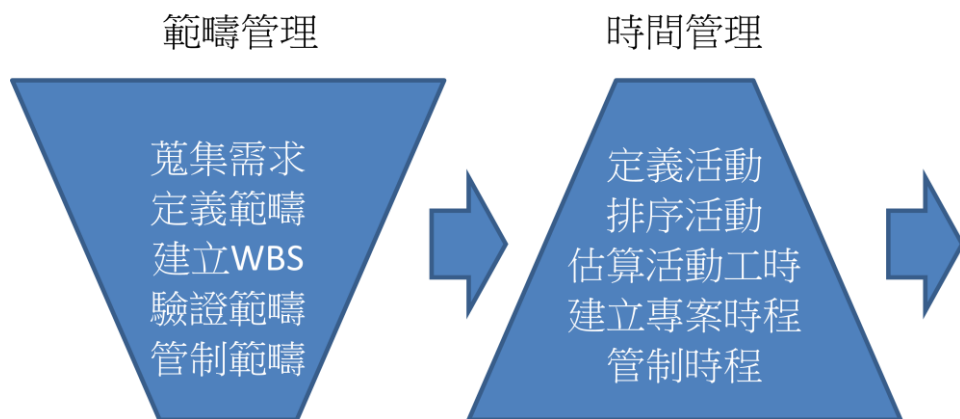 範疇管理
蒐集需求
定義範疇
建立WBS
驗證範疇
管制範疇
時間管理
定義活動
排序活動
估算活動工時
建立專案時程
管制時程